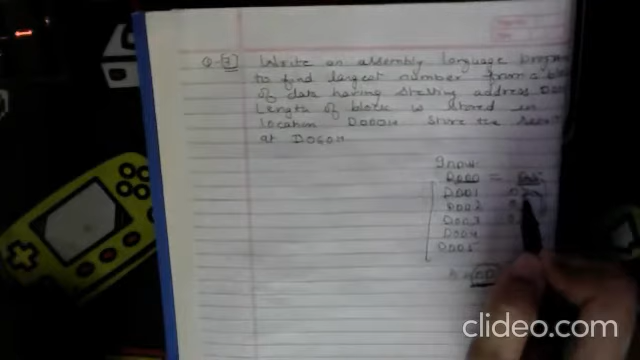 Q-[7] Write an assembly language program
to find largest number from a block
of data having starting address D001
Length of block is stored in
location D000H Store the result
at D060H
Input
D000 =
D001
D002
D003
D004
D005
clideo.com